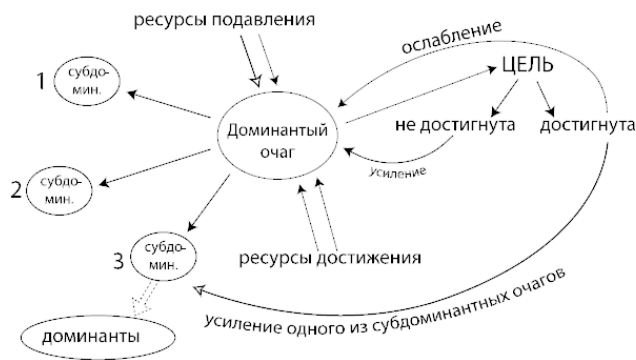 ресурсы подавления
ослабление
ЦЕЛЬ
1
субдо-
мин.
Доминантый
очаг
не достигнута
достигнута
2
субдо-
мин.
усиление
3
субдо-
мин.
ресурсы достижения
усиление одного из субдоминантных очагов
доминанты